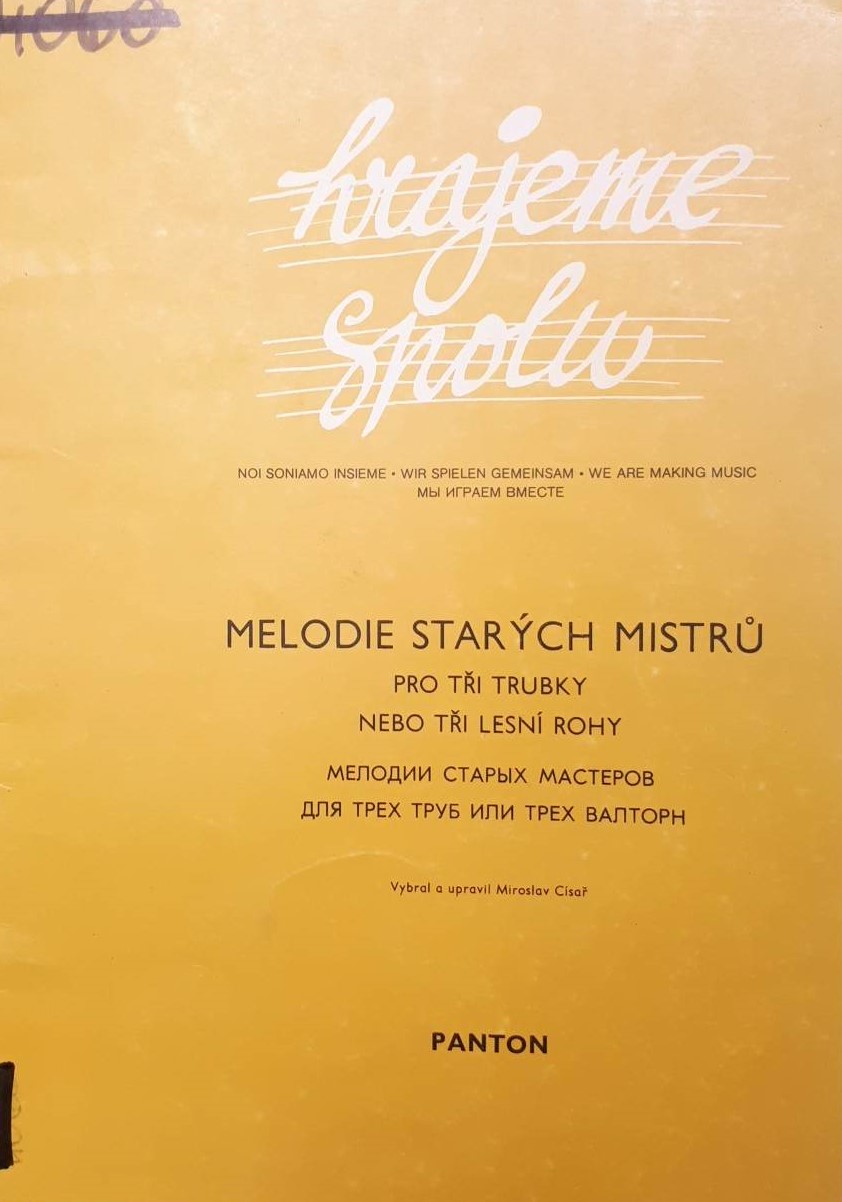 4060
hrajeme
spolu
NOI SONIAMO INSIEME • WIR SPIELEN GEMEINSAM • WE ARE MAKING MUSIC
МЫ ИГРАЕМ ВМЕСТЕ
MELODIE STARÝCH MISTRŮ
PRO TŘI TRUBKY
NEBO TŘI LESNÍ ROHY
МЕЛОДИИ СТАРЫХ МАСТЕРОВ
ДЛЯ ТРЕХ ТРУБ ИЛИ ТРЕХ ВАЛТОРН
Vybral a upravil Miroslav Císař
PANTON